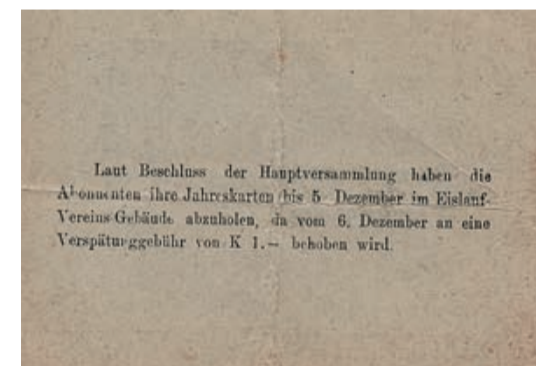 Laut Beschluss der Hauptversammlung haben die
Abonnenten ihre Jahreskarten bis 5. Dezember im Eislauf-
Vereins-Gebäude abzuholen, da vom 6. Dezember an eine
Verspätunggebühr von K 1.— behoben wird.